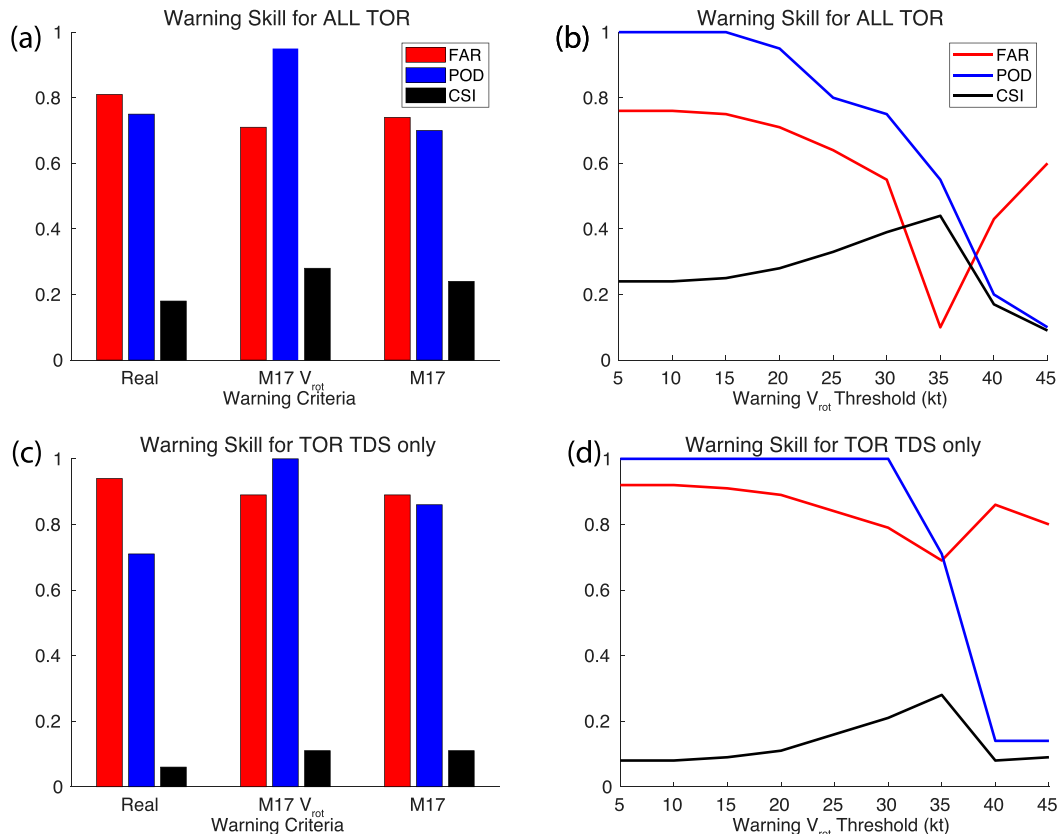 (a)
Warning Skill for ALL TOR
1
0.8
0.6
0.4
0.2
0
FAR
POD
CSI
Real
M17 Vrot
M17
Warning Criteria
(b)
Warning Skill for ALL TOR
1
0.8
0.6
0.4
0.2
0
FAR
POD
CSI
5 10 15 20 25 30 35 40 45
Warning Vrot Threshold (kt)
(c)
Warning Skill for TOR TDS only
1
0.8
0.6
0.4
0.2
0
Real
M17 Vrot
M17
Warning Criteria
(d)
Warning Skill for TOR TDS only
1
0.8
0.6
0.4
0.2
0
5 10 15 20 25 30 35 40 45
Warning Vrot Threshold (kt)